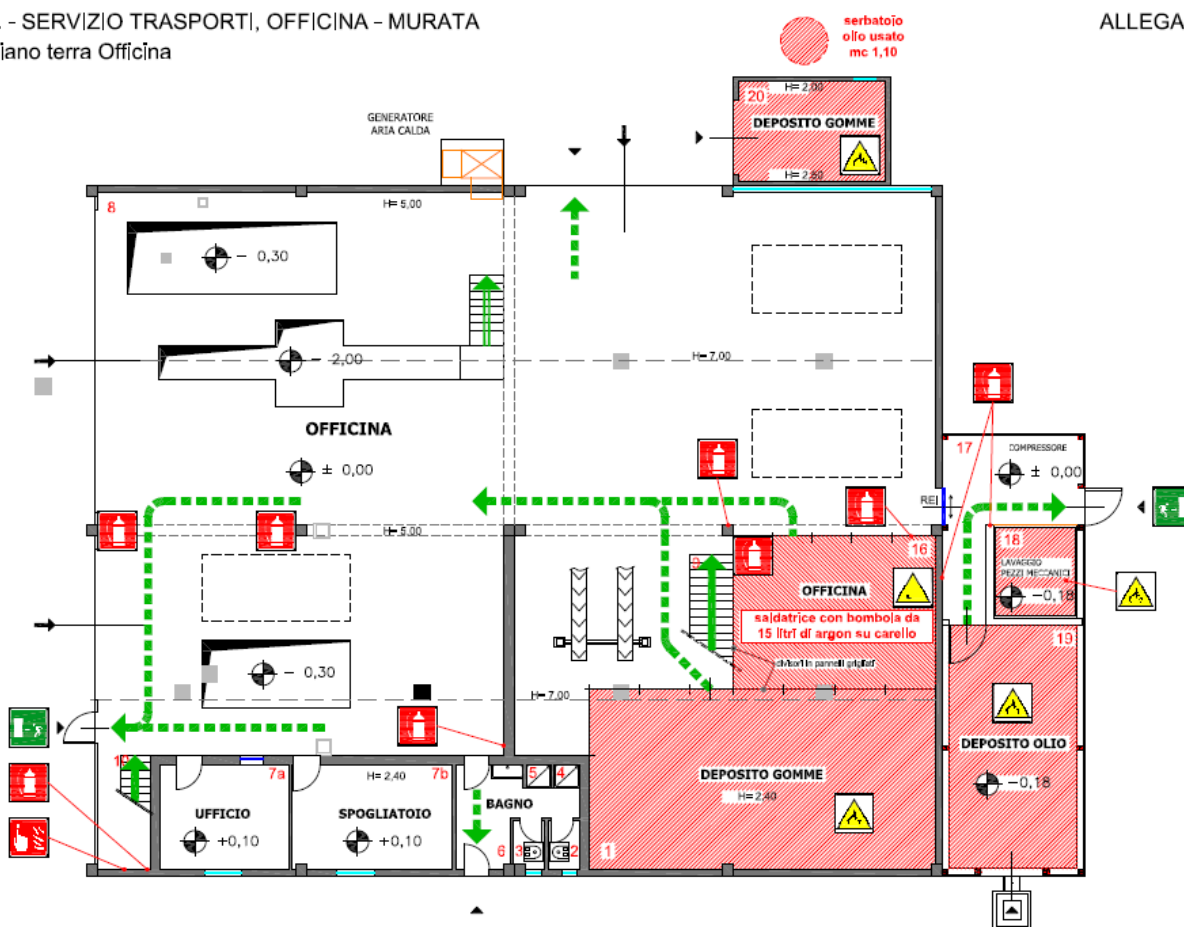 . - SERVIZIO TRASPORTI, OFFICINA - MURATA
iano terra Officina
ALLEGA
serbatoio
olio usato
mc 1,10
H= 2,00
20
DEPOSITO GOMME
H= 2,60
GENERATORE
ARIA CALDA
8
H= 5,00
- 0,30
- 2,00
H= 7,00
OFFICINA
± 0,00
17
COMPRESSORE
± 0,00
REI
H= 5,00
16
18
LAVAGGIO
PEZZI MECCANICI
-0,18
OFFICINA
saldatrice con bombola da
15 litri di argon su carello
divisori in pannelli grigliati
19
- 0,30
H= 7,00
DEPOSITO OLIO
-0,18
7a
H= 2,40
7b
5
4
BAGNO
DEPOSITO GOMME
H= 2,40
UFFICIO
+0,10
SPOGLIATOIO
+0,10
6
3
2
1